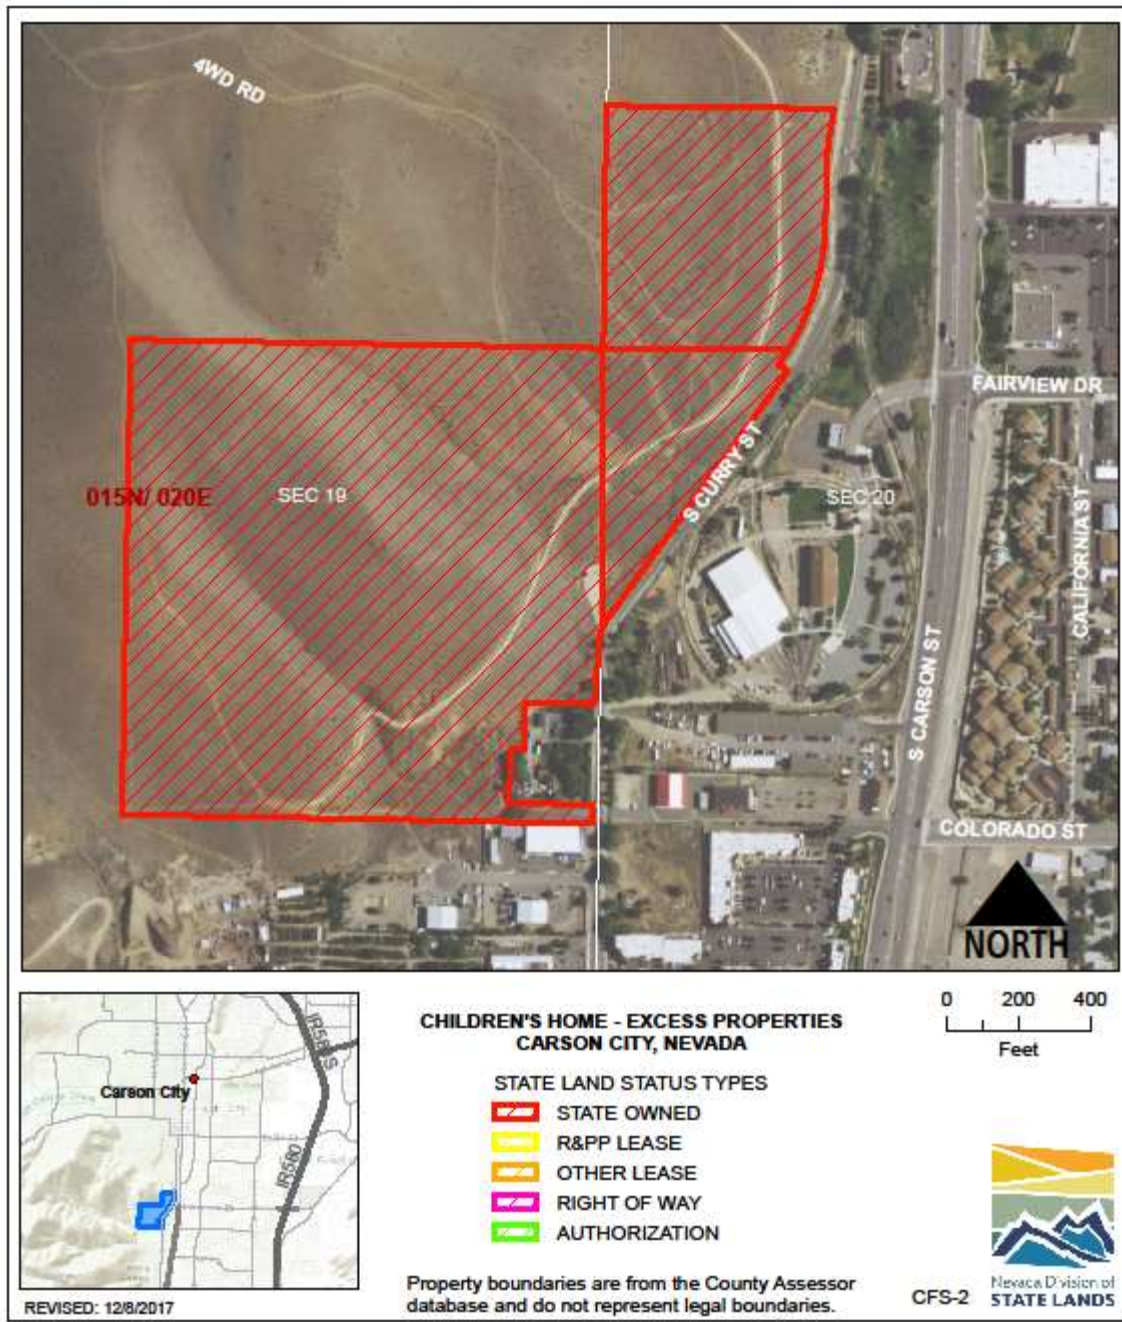 4WD RD
FAIRVIEW DR
015N/ 020E
SEC 19
S CURRY ST
SEC 20
CALIFORNIA ST
S CARSON ST
COLORADO ST
NORTH
Carson City
IR580
CHILDREN'S HOME - EXCESS PROPERTIES
CARSON CITY, NEVADA
STATE LAND STATUS TYPES
STATE OWNED
R&PP LEASE
OTHER LEASE
RIGHT OF WAY
AUTHORIZATION
0 200 400
Feet
Property boundaries are from the County Assessor
database and do not represent legal boundaries.
REVISED: 12/8/2017
CFS-2
Nevada Division of
STATE LANDS